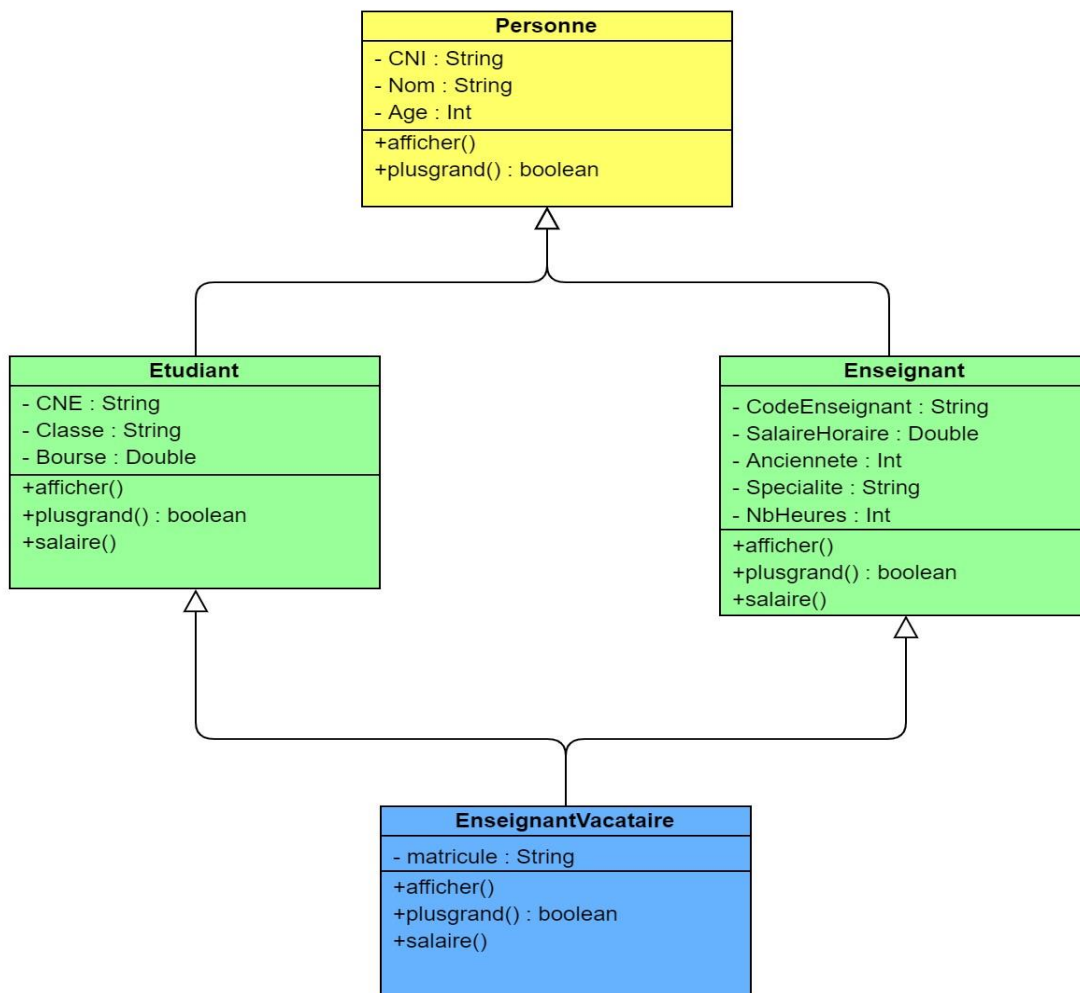 Personne
- CNI : String
- Nom : String
- Age : Int
+afficher()
+plusgrand() : boolean
Etudiant
- CNE : String
- Classe : String
- Bourse : Double
+afficher()
+plusgrand() : boolean
+salaire()
Enseignant
- CodeEnseignant : String
- SalaireHoraire : Double
- Anciennete : Int
- Specialite : String
- NbHeures : Int
+afficher()
+plusgrand() : boolean
+salaire()
EnseignantVacataire
- matricule : String
+afficher()
+plusgrand() : boolean
+salaire()